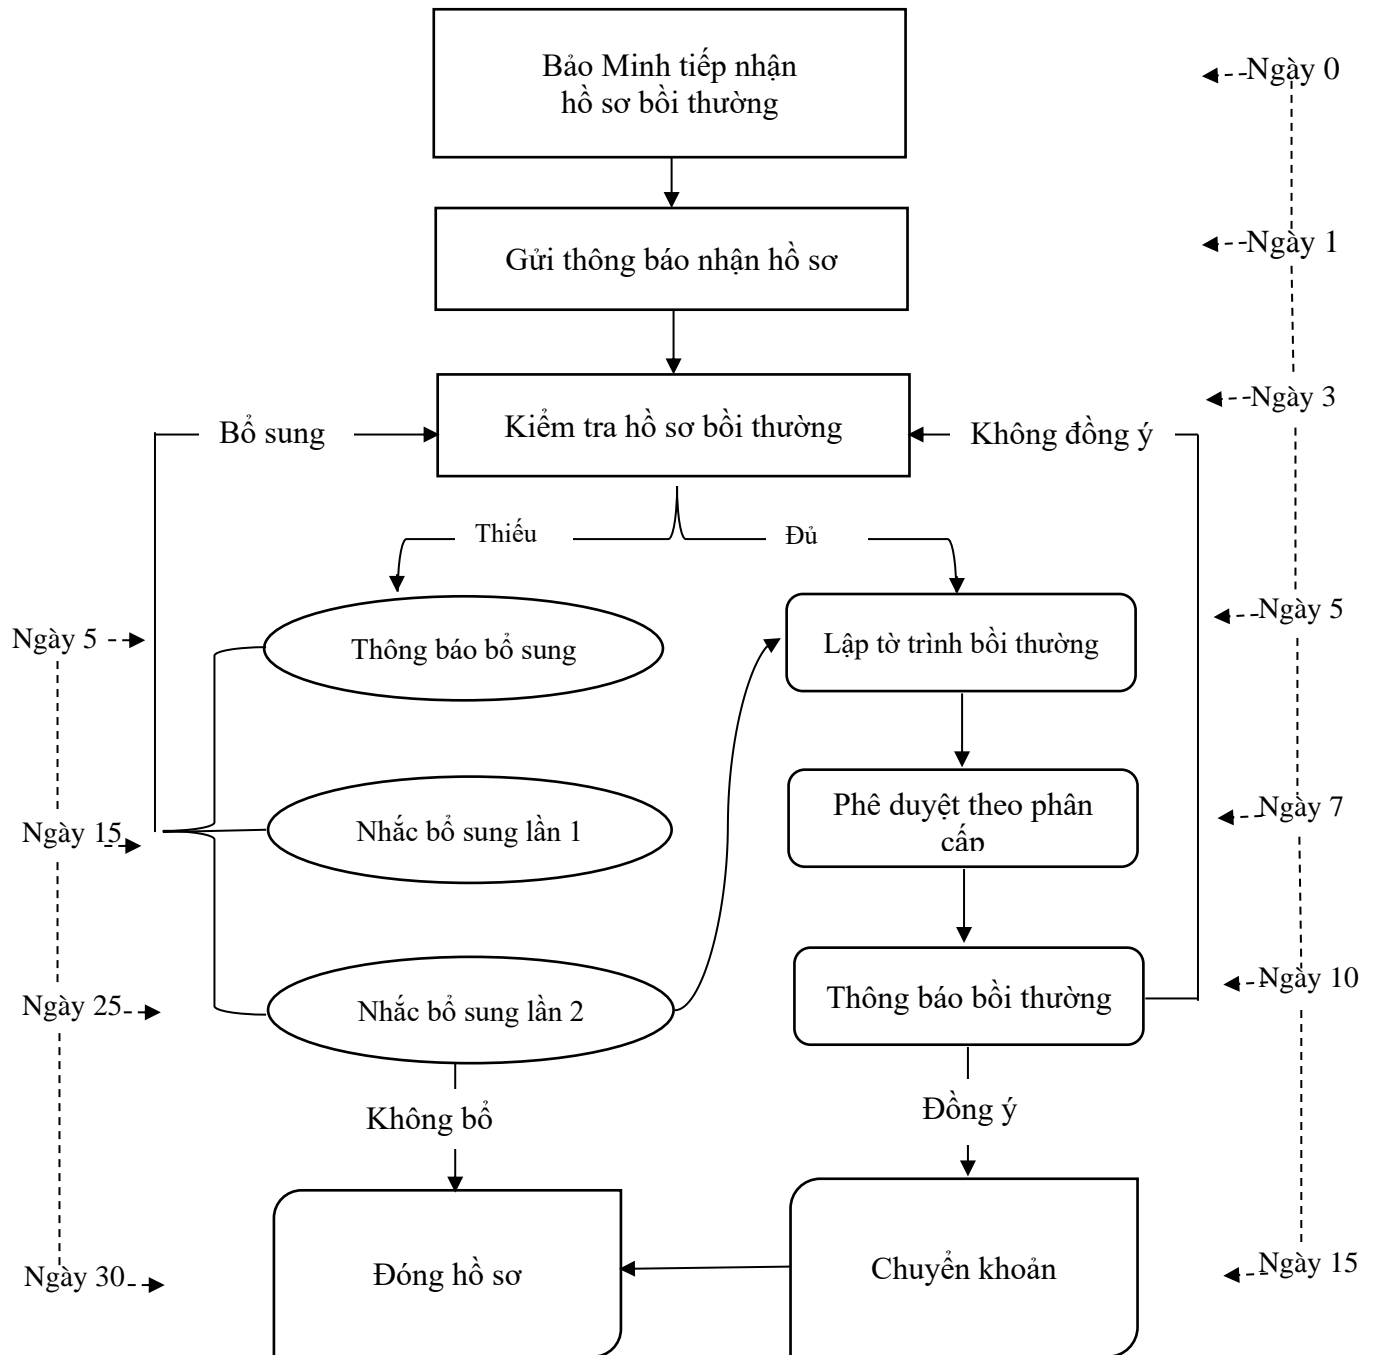 Bảo Minh tiếp nhận
hồ sơ bồi thường
Ngày 0
Gửi thông báo nhận hồ sơ
Ngày 1
Ngày 3
Bổ sung
Kiểm tra hồ sơ bồi thường
Không đồng ý
Thiếu
Đủ
Ngày 5
Thông báo bổ sung
Lập tờ trình bồi thường
Ngày 5
Ngày 15
Nhắc bổ sung lần 1
Phê duyệt theo phân
cấp
Ngày 7
Ngày 25
Nhắc bổ sung lần 2
Thông báo bồi thường
Ngày 10
Không bổ
Đồng ý
Ngày 30
Đóng hồ sơ
Chuyển khoản
Ngày 15